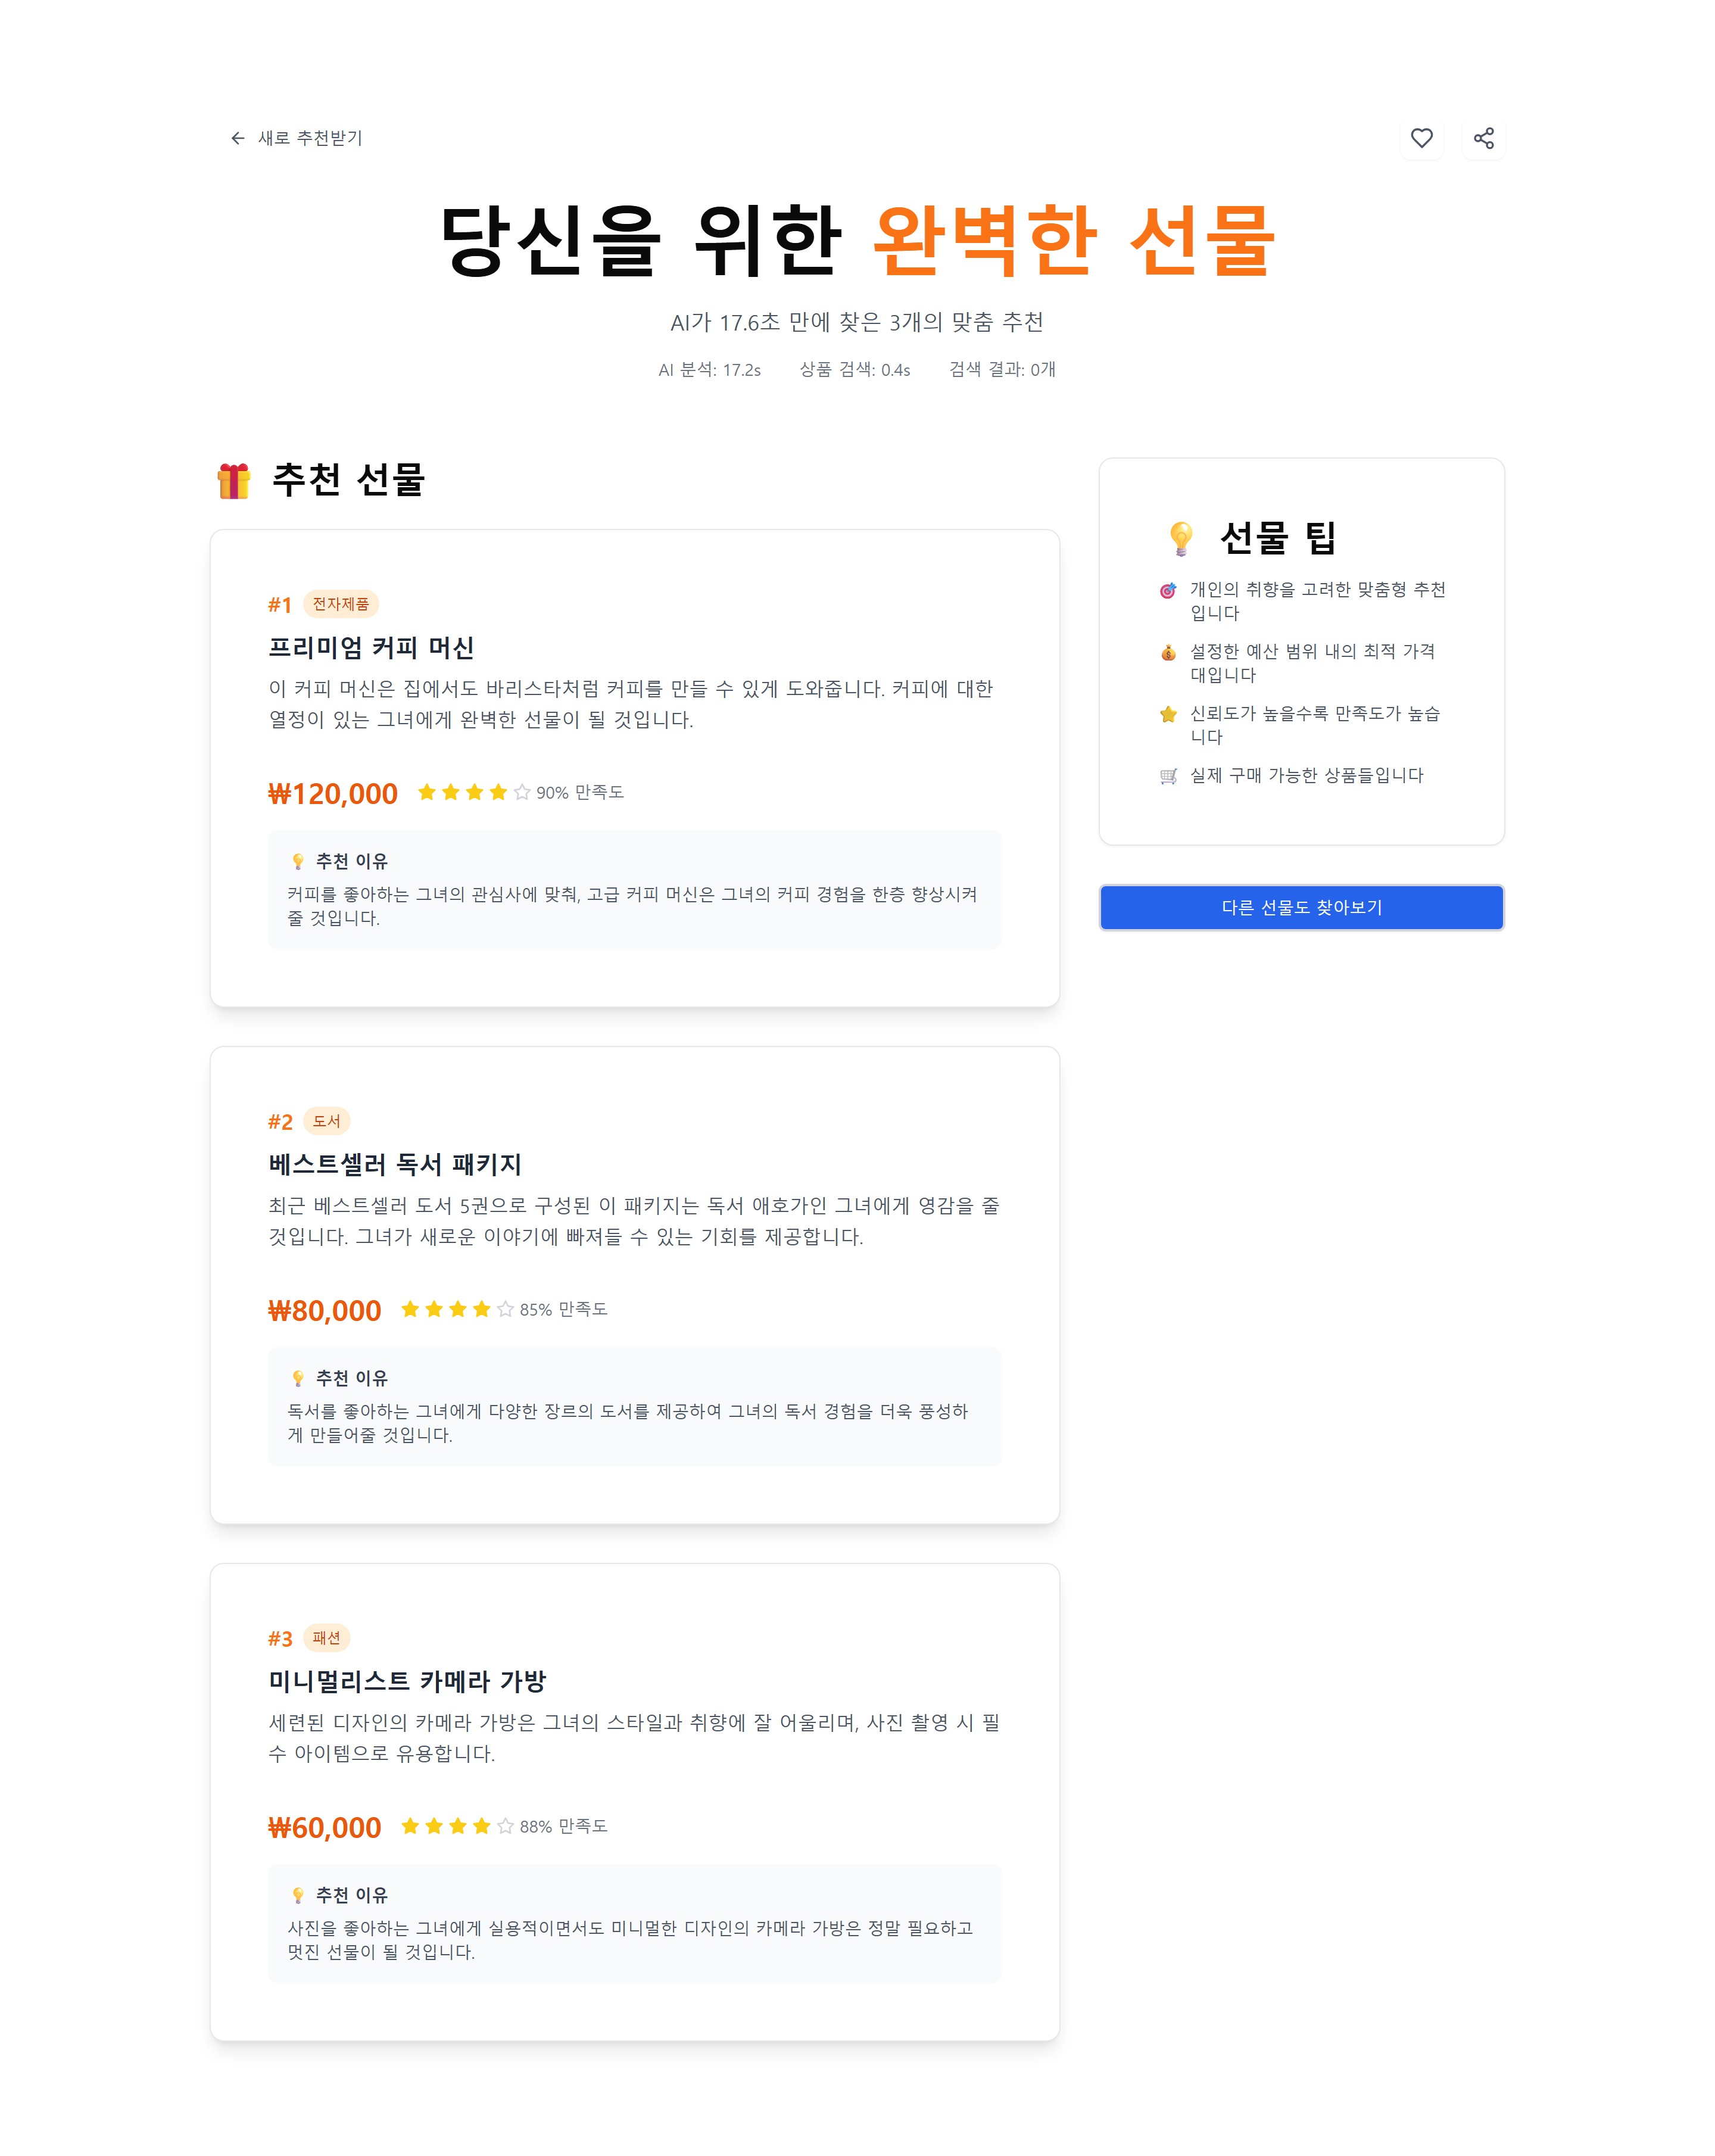 새로 추천받기
당신을 위한 완벽한 선물
AI가 17.6초 만에 찾은 3개의 맞춤 추천
AI 분석: 17.2s 상품 검색: 0.4s 검색 결과: 0개
추천 선물
#1 전자제품
프리미엄 커피 머신
이 커피 머신은 집에서도 바리스타처럼 커피를 만들 수 있게 도와줍니다. 커피에 대한
열정이 있는 그녀에게 완벽한 선물이 될 것입니다.
₩120,000 90% 만족도
추천 이유
커피를 좋아하는 그녀의 관심사에 맞춰, 고급 커피 머신은 그녀의 커피 경험을 한층 향상시켜
줄 것입니다.
#2 도서
베스트셀러 독서 패키지
최근 베스트셀러 도서 5권으로 구성된 이 패키지는 독서 애호가인 그녀에게 영감을 줄
것입니다. 그녀가 새로운 이야기에 빠져들 수 있는 기회를 제공합니다.
₩80,000 85% 만족도
추천 이유
독서를 좋아하는 그녀에게 다양한 장르의 도서를 제공하여 그녀의 독서 경험을 더욱 풍성하
게 만들어줄 것입니다.
#3 패션
미니멀리스트 카메라 가방
세련된 디자인의 카메라 가방은 그녀의 스타일과 취향에 잘 어울리며, 사진 촬영 시 필
수 아이템으로 유용합니다.
₩60,000 88% 만족도
추천 이유
사진을 좋아하는 그녀에게 실용적이면서도 미니멀한 디자인의 카메라 가방은 정말 필요하고
멋진 선물이 될 것입니다.
선물 팁
개인의 취향을 고려한 맞춤형 추천
입니다
설정한 예산 범위 내의 최적 가격
대입니다
신뢰도가 높을수록 만족도가 높습
니다
실제 구매 가능한 상품들입니다
다른 선물도 찾아보기